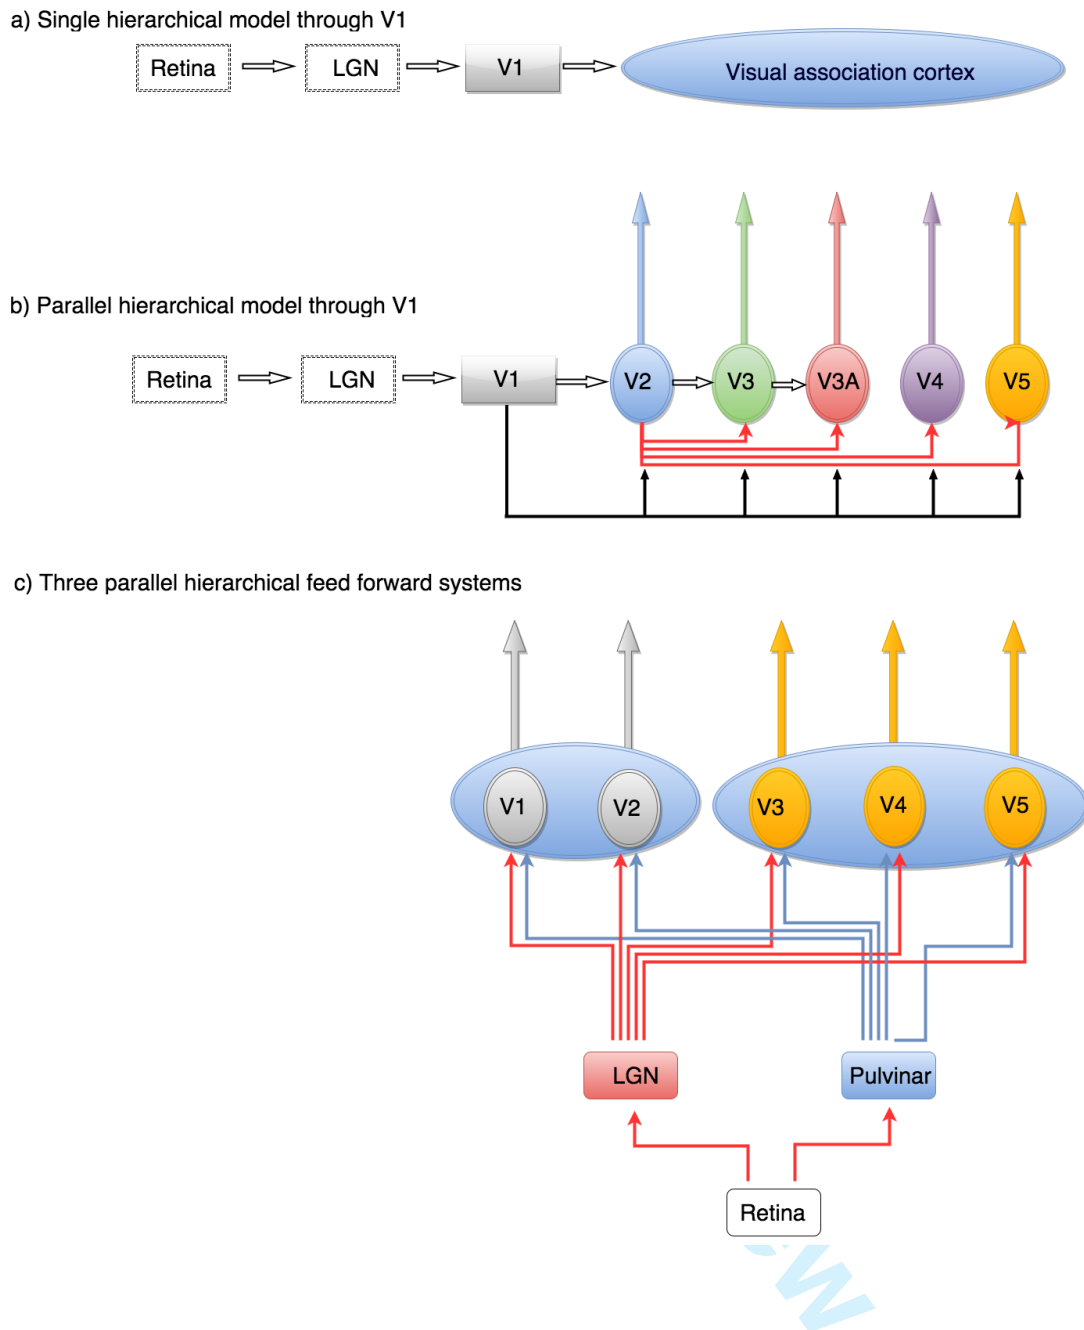 a) Single hierarchical model through V1
Retina
LGN
V1
Visual association cortex
b) Parallel hierarchical model through V1
Retina
LGN
V1
V2
V3
V3A
V4
V5
c) Three parallel hierarchical feed forward systems
V1
V2
V3
V4
V5
LGN
Pulvinar
Retina